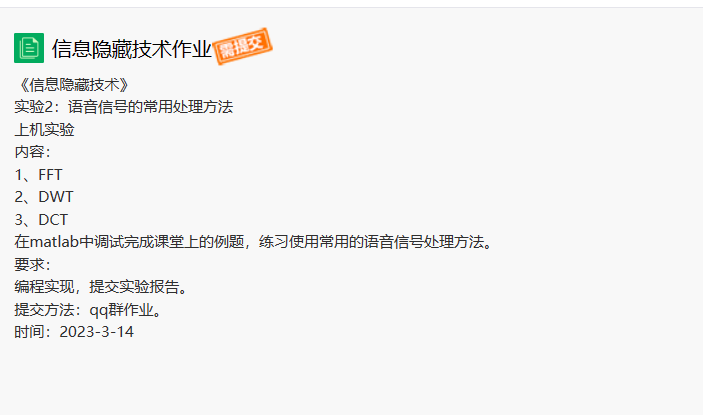 信息隐藏技术作业 需提交
《信息隐藏技术》
实验2：语音信号的常用处理方法
上机实验
内容：
1、FFT
2、DWT
3、DCT
在matlab中调试完成课堂上的例题，练习使用常用的语音信号处理方法。
要求：
编程实现，提交实验报告。
提交方法：qq群作业。
时间：2023-3-14